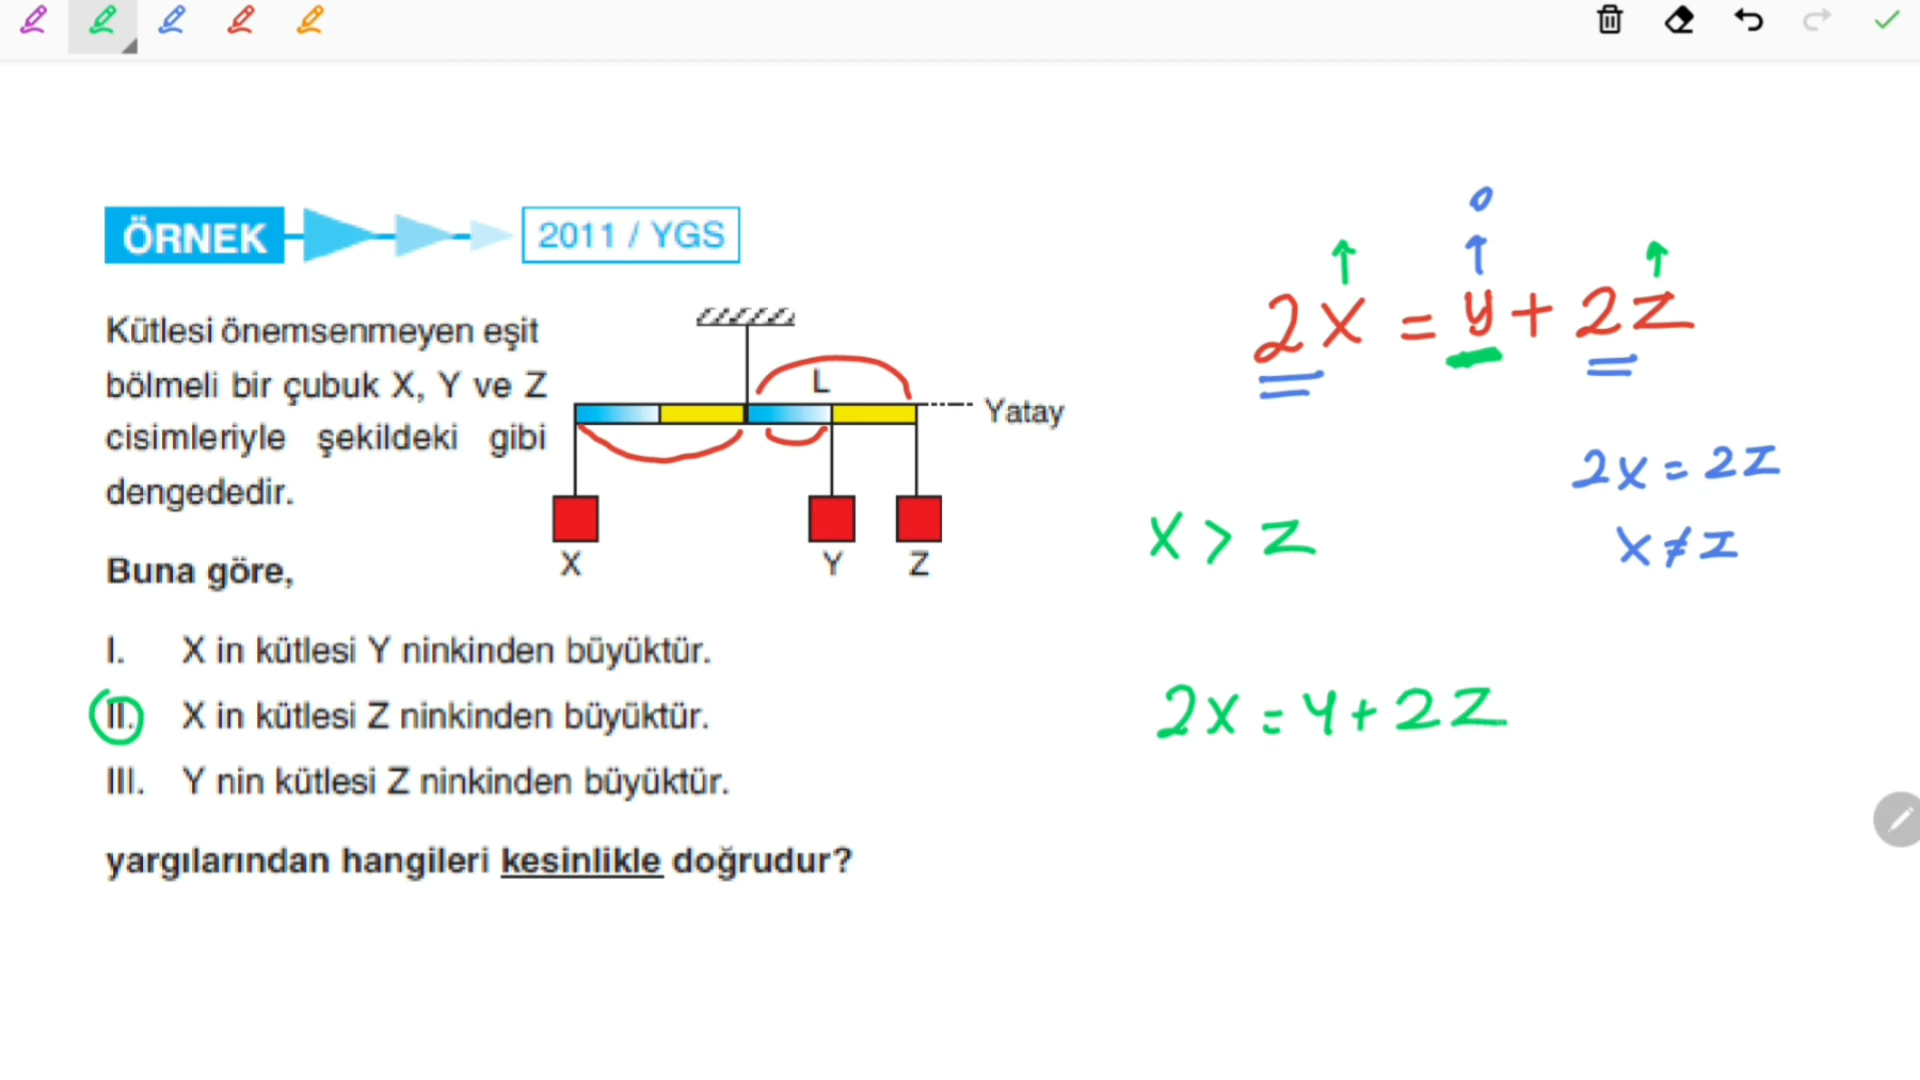 ÖRNEK 2011 / YGS
Kütlesi önemsenmeyen eşit
bölmeli bir çubuk X, Y ve Z
cisimleriyle şekildeki gibi
dengededir.
L
Yatay
X Y Z
Buna göre,
I. X in kütlesi Y ninkinden büyüktür.
II. X in kütlesi Z ninkinden büyüktür.
III. Y nin kütlesi Z ninkinden büyüktür.
yargılarından hangileri kesinlikle doğrudur?
0
2X = y + 2Z
2X = 2Z
X ≠ Z
X > Z
2X = Y + 2Z